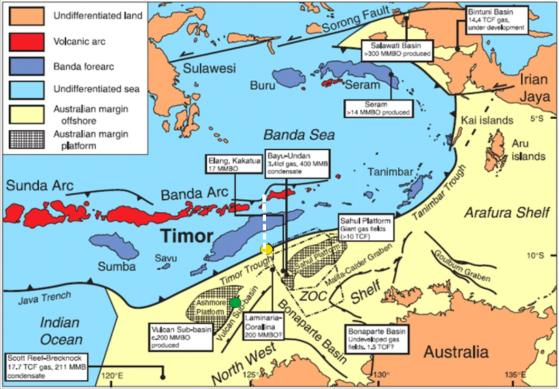 Undifferentiated land
Volcanic arc
Banda forearc
Undifferentiated sea
Australian margin
offshore
Australian margin
platform
Sorong Fault
Bintuni Basin
14,4 TCF gas,
under development
Salawati Basin
>300 MMBO produced
Sulawesi
Buru
Seram
Seram
>14 MMBO produced
Irian
Jaya
Kai islands
5°S
Aru
islands
Banda Sea
Elang, Kakatua
17 MMBO
Bayu-Undan
condensate
Tanimbar
Tanimbar Trough
Arafura Shelf
Sunda Arc
Banda Arc
Timor
Sahul Platform
Giant gas fields
(>10 TCF)
Sahul Platform
Malita-Calder Graben
Goulburn Graben
10°S
Sumba
Savu
Timor Trough
ZOC
Shelf
Java Trench
Ashmore
Platform
Vulcan Sub-basin
Bonaparte Basin
Indian
Ocean
Vulcan Sub-basin
c.200 MMBO
produced
Laminaria-
Corallina
200 MMBO?
Bonaparte Basin
Undeveloped gas
fields, 1.5 TCF?
Australia
North West
Scott Reef-Brecknock
17,7 TCF gas, 211 MMB
condensate
120°E
125°
130°
135°E